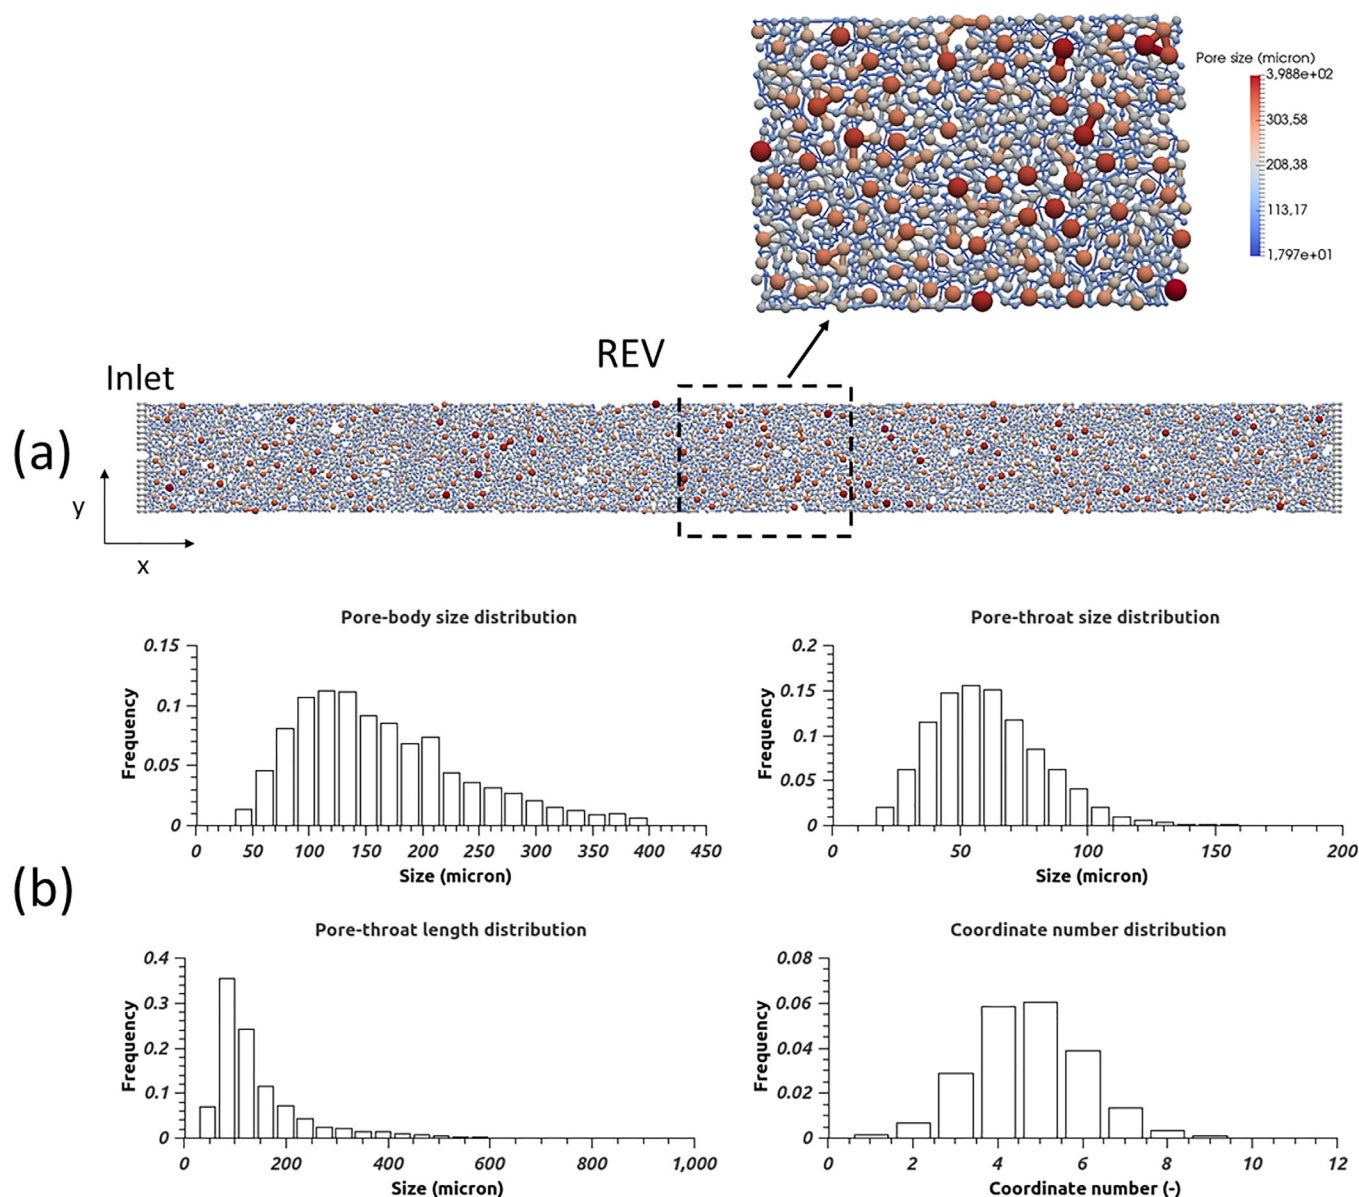 Pore size (micron)
3,988e+02
303,58
208,38
113,17
1,797e+01
REV
Inlet
(a)
y
x
Pore-body size distribution
0.15
0.1
0.05
0
Frequency
0 50 100 150 200 250 300 350 400 450
Size (micron)
Pore-throat size distribution
0.2
0.15
0.1
0.05
0
Frequency
0 50 100 150 200
Size (micron)
(b)
Pore-throat length distribution
0.4
0.3
0.2
0.1
0
Frequency
0 200 400 600 800 1,000
Size (micron)
Coordinate number distribution
0.08
0.06
0.04
0.02
0
Frequency
0 2 4 6 8 10 12
Coordinate number (-)